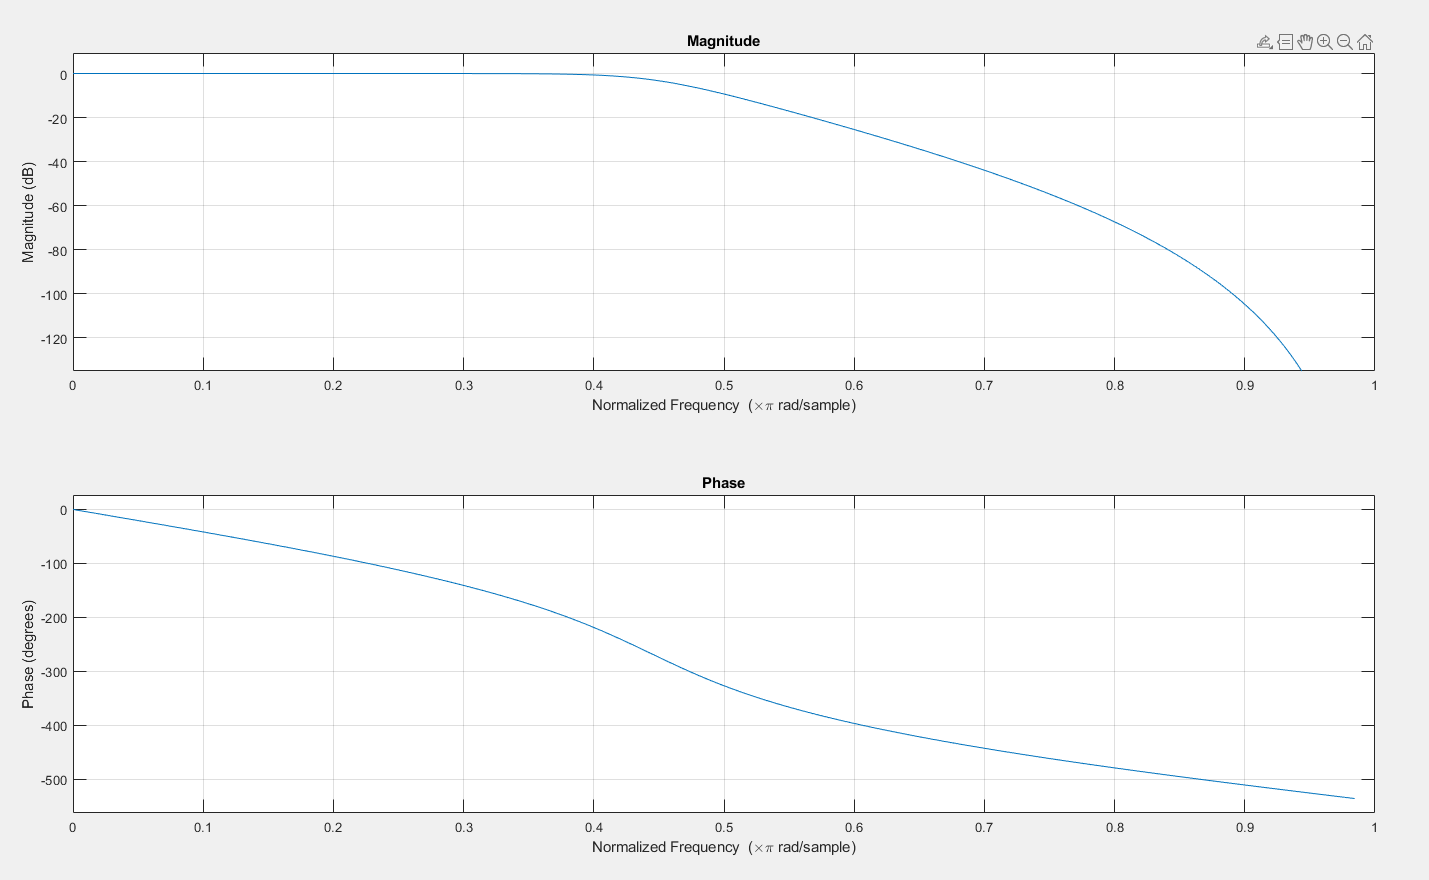 Magnitude
0
-20
-40
-60
-80
-100
-120
Magnitude (dB)
0 0.1 0.2 0.3 0.4 0.5 0.6 0.7 0.8 0.9 1
Normalized Frequency (×π rad/sample)
Phase
0
-100
-200
-300
-400
-500
Phase (degrees)
0 0.1 0.2 0.3 0.4 0.5 0.6 0.7 0.8 0.9 1
Normalized Frequency (×π rad/sample)